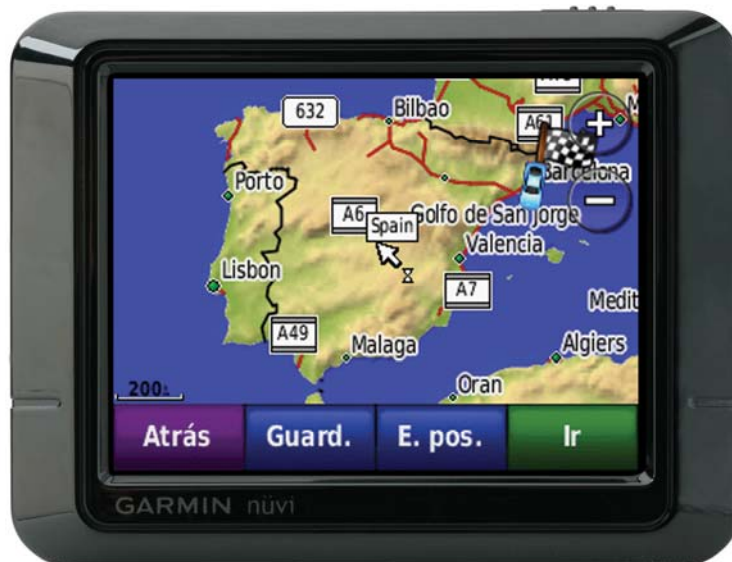 632
Bilbao
A61
Barcelona
Porto
A6
Spain
Golfo de San Jorge
Valencia
Lisbon
A7
Medit
A49
Malaga
Algiers
200
Oran
Atrás
Guard.
E. pos.
Ir
GARMIN nüvi